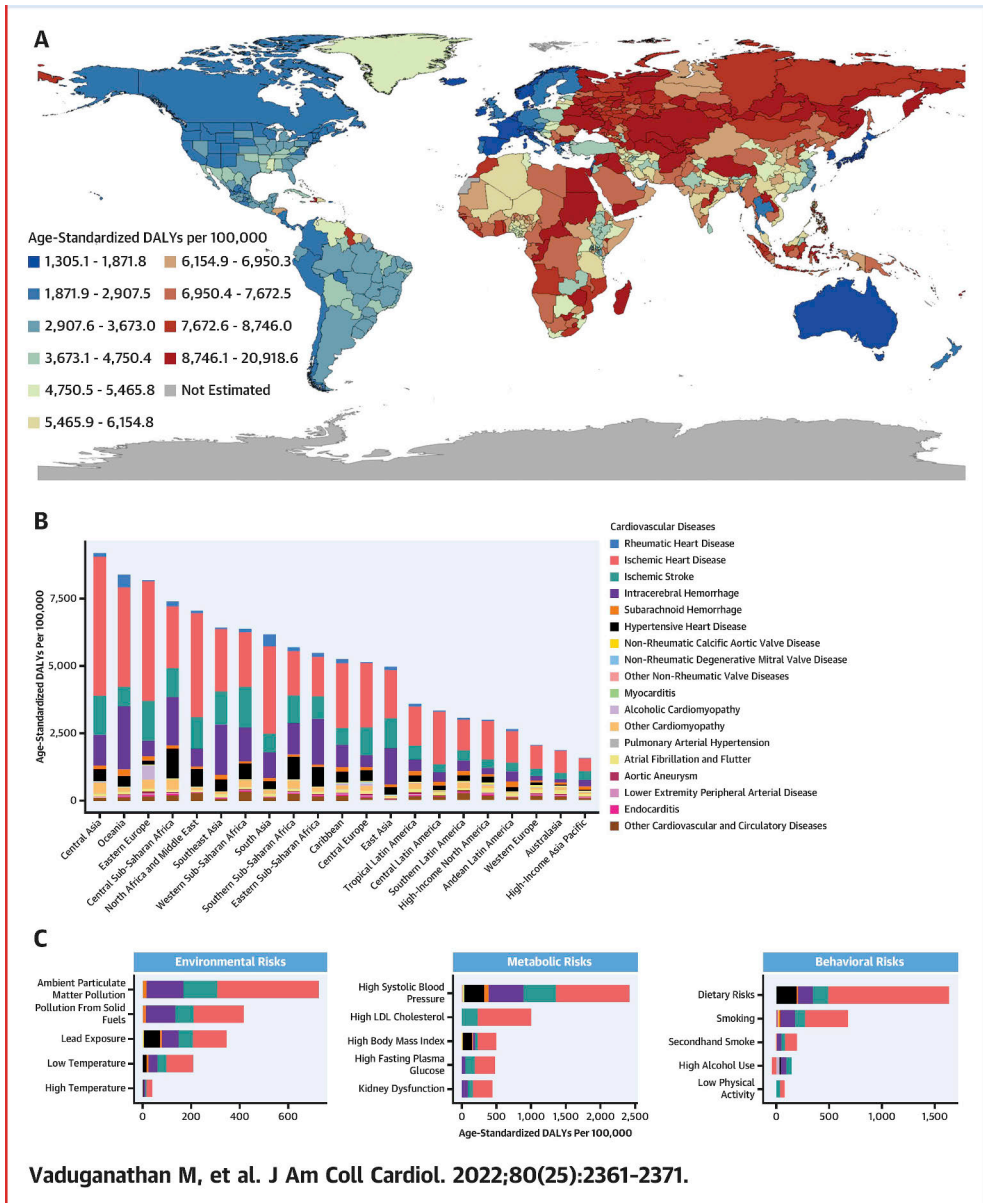 A
Age-Standardized DALYs per 100,000
1,305.1 - 1,871.8
6,154.9 - 6,950.3
1,871.9 - 2,907.5
6,950.4 - 7,672.5
2,907.6 - 3,673.0
7,672.6 - 8,746.0
3,673.1 - 4,750.4
8,746.1 - 20,918.6
4,750.5 - 5,465.8
Not Estimated
5,465.9 - 6,154.8
B
Age-Standardized DALYs Per 100,000
7,500
5,000
2,500
0
Central Asia
Oceania
Eastern Europe
Central Sub-Saharan Africa
North Africa and Middle East
Southeast Asia
Western Sub-Saharan Africa
South Asia
Southern Sub-Saharan Africa
Eastern Sub-Saharan Africa
Caribbean
Central Europe
East Asia
Tropical Latin America
Central Latin America
Southern Latin America
High-Income North America
Andean Latin America
Western Europe
Australasia
High-Income Asia Pacific
Cardiovascular Diseases
Rheumatic Heart Disease
Ischemic Heart Disease
Ischemic Stroke
Intracerebral Hemorrhage
Subarachnoid Hemorrhage
Hypertensive Heart Disease
Non-Rheumatic Calcific Aortic Valve Disease
Non-Rheumatic Degenerative Mitral Valve Disease
Other Non-Rheumatic Valve Diseases
Myocarditis
Alcoholic Cardiomyopathy
Other Cardiomyopathy
Pulmonary Arterial Hypertension
Atrial Fibrillation and Flutter
Aortic Aneurysm
Lower Extremity Peripheral Arterial Disease
Endocarditis
Other Cardiovascular and Circulatory Diseases
C
Environmental Risks
Ambient Particulate
Matter Pollution
Pollution From Solid
Fuels
Lead Exposure
Low Temperature
High Temperature
0
200
400
600
Metabolic Risks
High Systolic Blood
Pressure
High LDL Cholesterol
High Body Mass Index
High Fasting Plasma
Glucose
Kidney Dysfunction
0
500
1,000
1,500
2,000
2,500
Age-Standardized DALYs Per 100,000
Behavioral Risks
Dietary Risks
Smoking
Secondhand Smoke
High Alcohol Use
Low Physical
Activity
0
500
1,000
1,500
Vaduganathan M, et al. J Am Coll Cardiol. 2022;80(25):2361-2371.